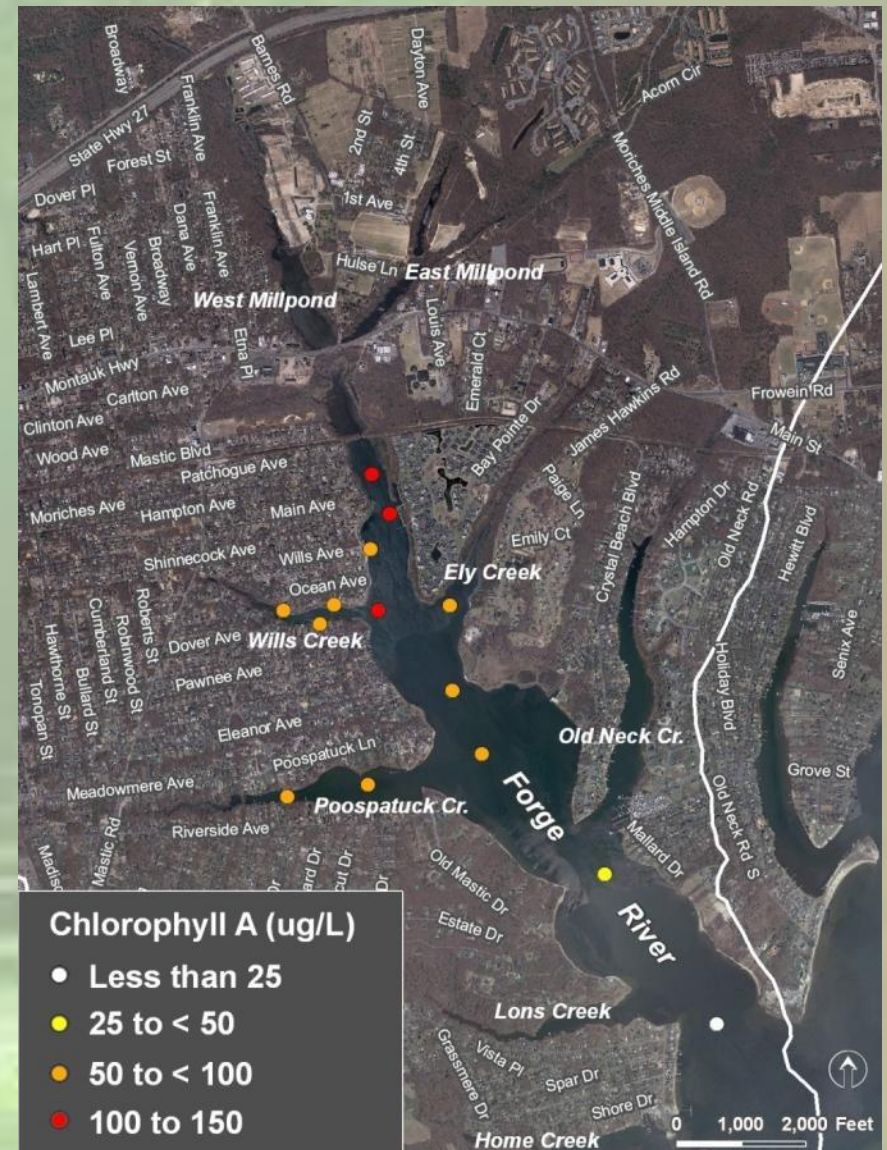 Broadway
Barnes Rd
Dayton Ave
Acorn Cir
State Hwy 27
Franklin Ave
2nd St
4th St
Forest St
Moriches Middle Island Rd
Dover Pl
1st Ave
Hart Pl
Fulton Ave
Vernon Ave
Broadway
Dana Ave
Franklin Ave
Hulse Ln
East Millpond
Lambert Ave
West Millpond
Lee Pl
Etna Pl
Louis Ave
Emerald Ct
Montauk Hwy
Carlton Ave
Frowein Rd
Clinton Ave
Bay Pointe Dr
James Hawkins Rd
Main St
Wood Ave
Mastic Blvd
Patchogue Ave
Paige Ln
Moriches Ave
Hampton Ave
Main Ave
Crystal Beach Blvd
Hampton Dr
Old Neck Rd
Hewitt Blvd
Shinnecock Ave
Wills Ave
Emily Ct
Ocean Ave
Ely Creek
Roberts St
Robinwood St
Cumberland St
Bullard St
Hawthorne St
Tonopan St
Dover Ave
Wills Creek
Senix Ave
Pawnee Ave
Holiday Blvd
Eleanor Ave
Old Neck Cr.
Poospatuck Ln
Grove St
Meadowmere Ave
Poospatuck Cr.
Forge
River
Riverside Ave
Mastic Rd
Mallard Dr
Old Neck Rd S
Old Mastic Dr
Estate Dr
Lons Creek
Vista Pl
Grassmere Dr
Spar Dr
Shore Dr
Home Creek
Chlorophyll A (ug/L)
Less than 25
25 to < 50
50 to < 100
100 to 150
0 1,000 2,000 Feet